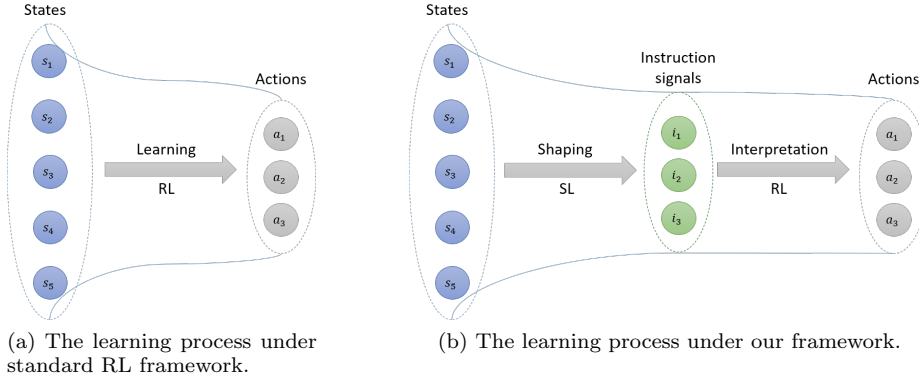 States
s1
s2
s3
s4
s5
Learning
RL
Actions
a1
a2
a3
(a) The learning process under
standard RL framework.
States
s1
s2
s3
s4
s5
Shaping
SL
Instruction
signals
i1
i2
i3
Interpretation
RL
Actions
a1
a2
a3
(b) The learning process under our framework.